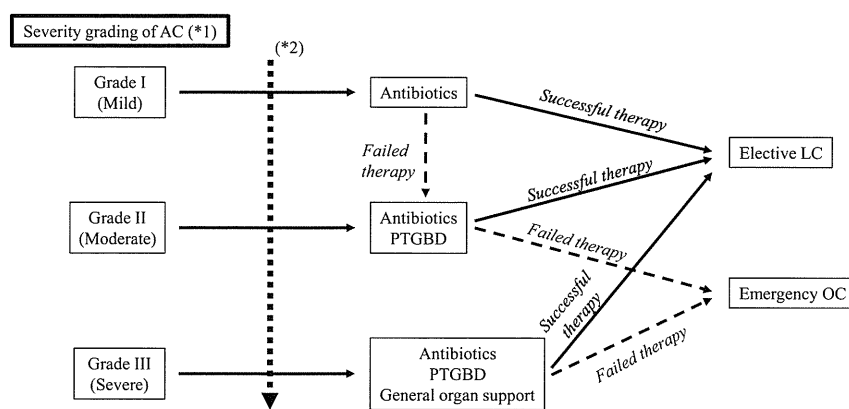 Severity grading of AC (*1)
(*2)
Grade I
(Mild)
Antibiotics
Successful therapy
Failed
therapy
Elective LC
Grade II
(Moderate)
Antibiotics
PTGBD
Successful therapy
Failed therapy
Emergency OC
Grade III
(Severe)
Antibiotics
PTGBD
General organ support
Successful
therapy
Failed therapy